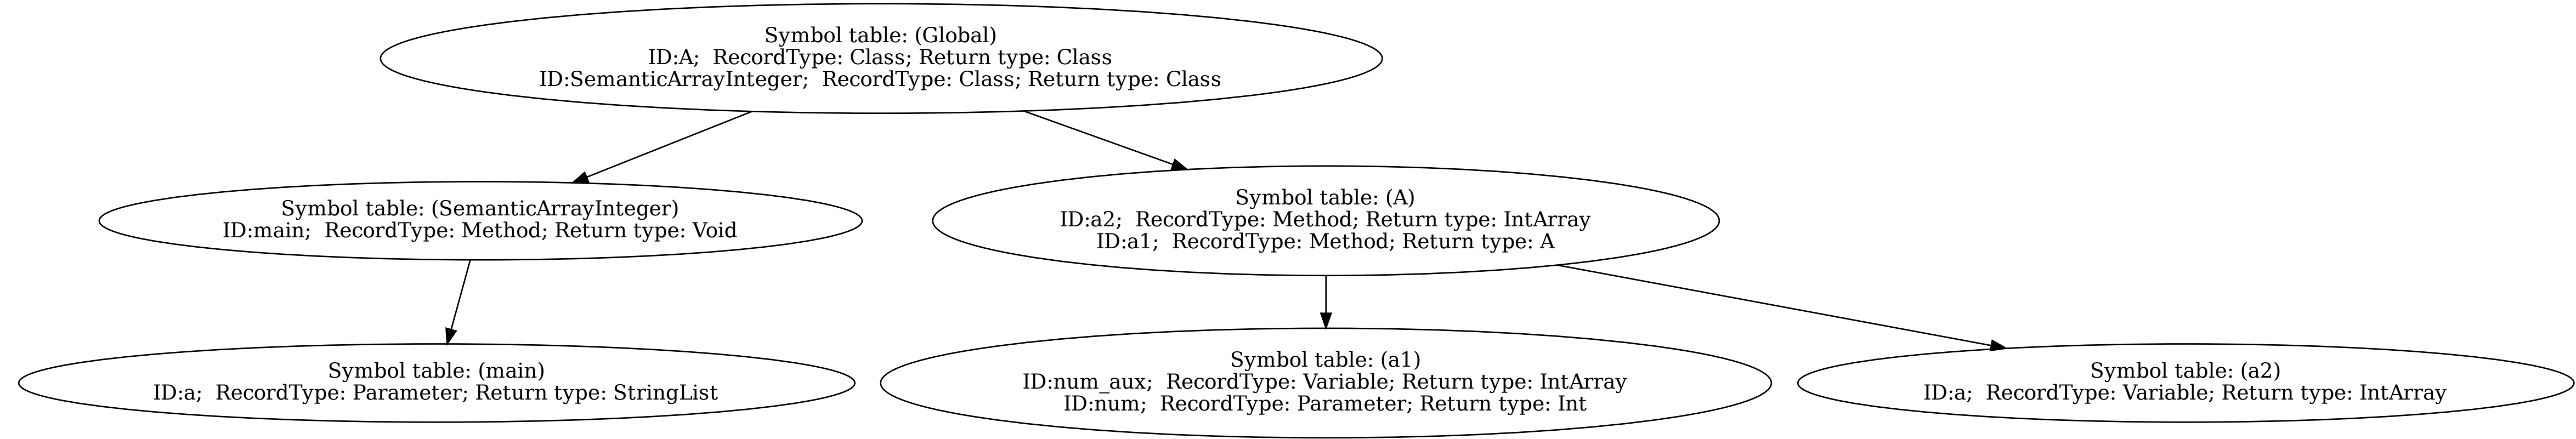 Symbol table: (Global)
ID:A;  RecordType: Class; Return type: Class
ID:SemanticArrayInteger;  RecordType: Class; Return type: Class
Symbol table: (SemanticArrayInteger)
ID:main;  RecordType: Method; Return type: Void
Symbol table: (A)
ID:a2;  RecordType: Method; Return type: IntArray
ID:a1;  RecordType: Method; Return type: A
Symbol table: (main)
ID:a;  RecordType: Parameter; Return type: StringList
Symbol table: (a1)
ID:num_aux;  RecordType: Variable; Return type: IntArray
ID:num;  RecordType: Parameter; Return type: Int
Symbol table: (a2)
ID:a;  RecordType: Variable; Return type: IntArray